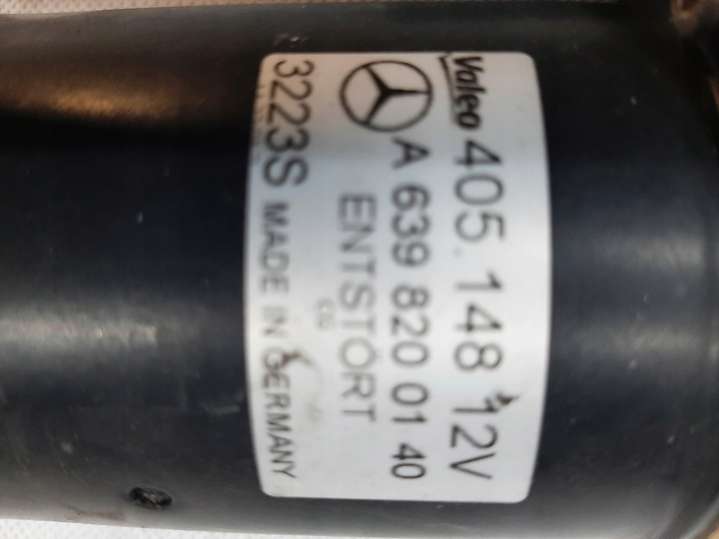 Valeo 405.148 12V
A 639 820 01 40
ENTSTÖRT
3223S MADE IN GERMANY